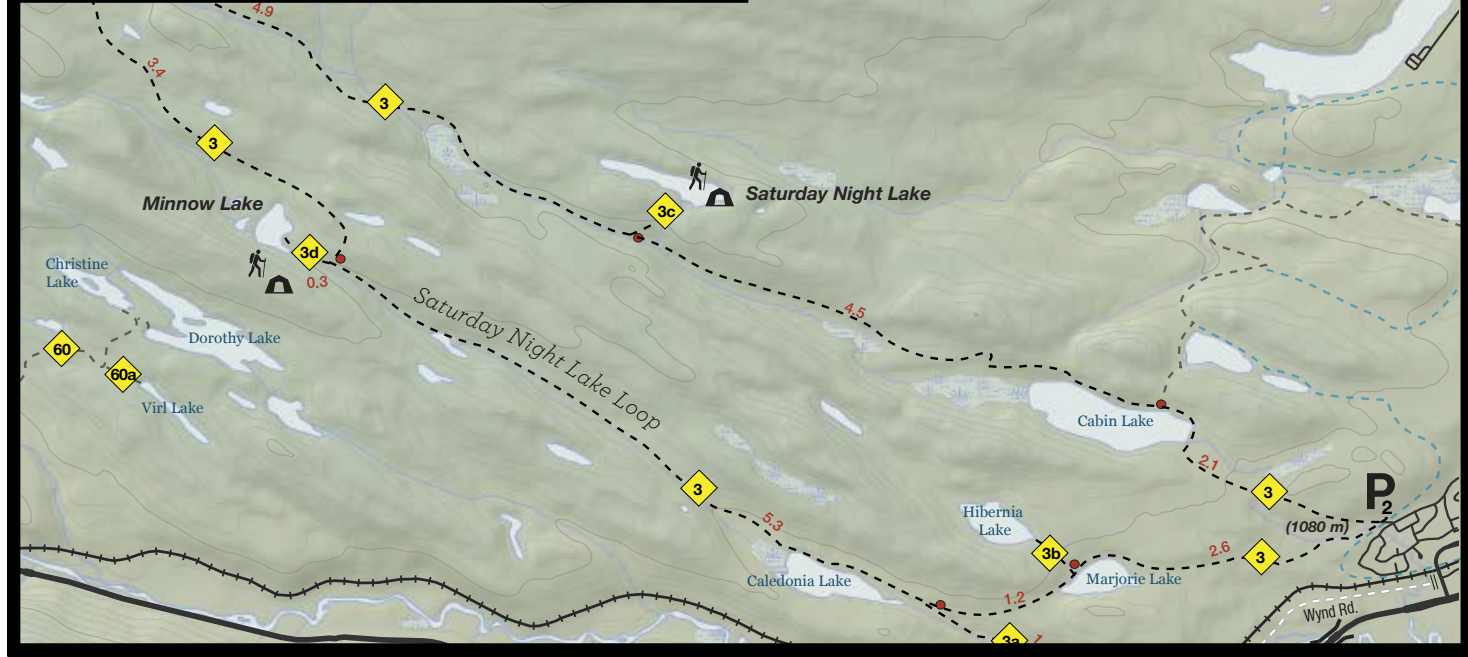 4.9
3.4
3
3
3c
Saturday Night Lake
Minnow Lake
3d
0.3
Christine
Lake
Saturday Night Lake Loop
4.5
Dorothy Lake
60
60a
Virl Lake
Cabin Lake
2.1
3
P2
(1080 m)
3
5.3
Hibernia
Lake
3b
2.6
3
Caledonia Lake
Marjorie Lake
1.2
Wynd Rd.
3a